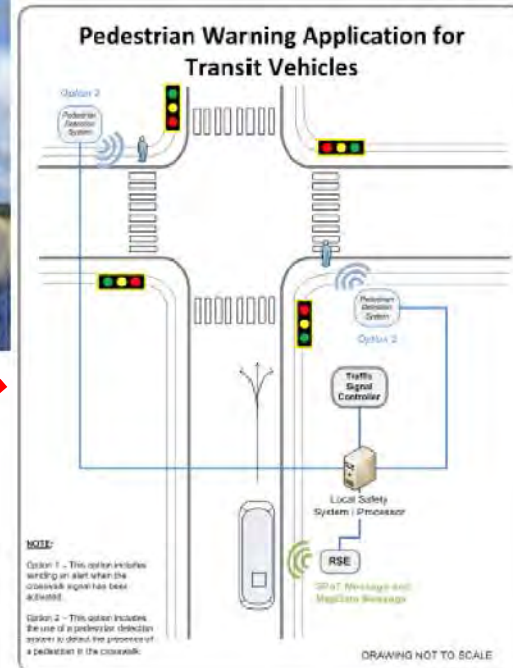 Pedestrian Warning Application for
Transit Vehicles
Option 2
Pedestrian
Detection
System
Pedestrian
Detection
System
Option 2
Traffic
Signal
Controller
Local Safety
System / Processor
RSE
SPaT Message and
MapData Message
NOTE:
Option 1 – This option includes
sending an alert when the
crosswalk signal has been
activated.
Option 2 – This option includes
the use of a pedestrian detection
system to detect the presence of
a pedestrian in the crosswalk.
DRAWING NOT TO SCALE